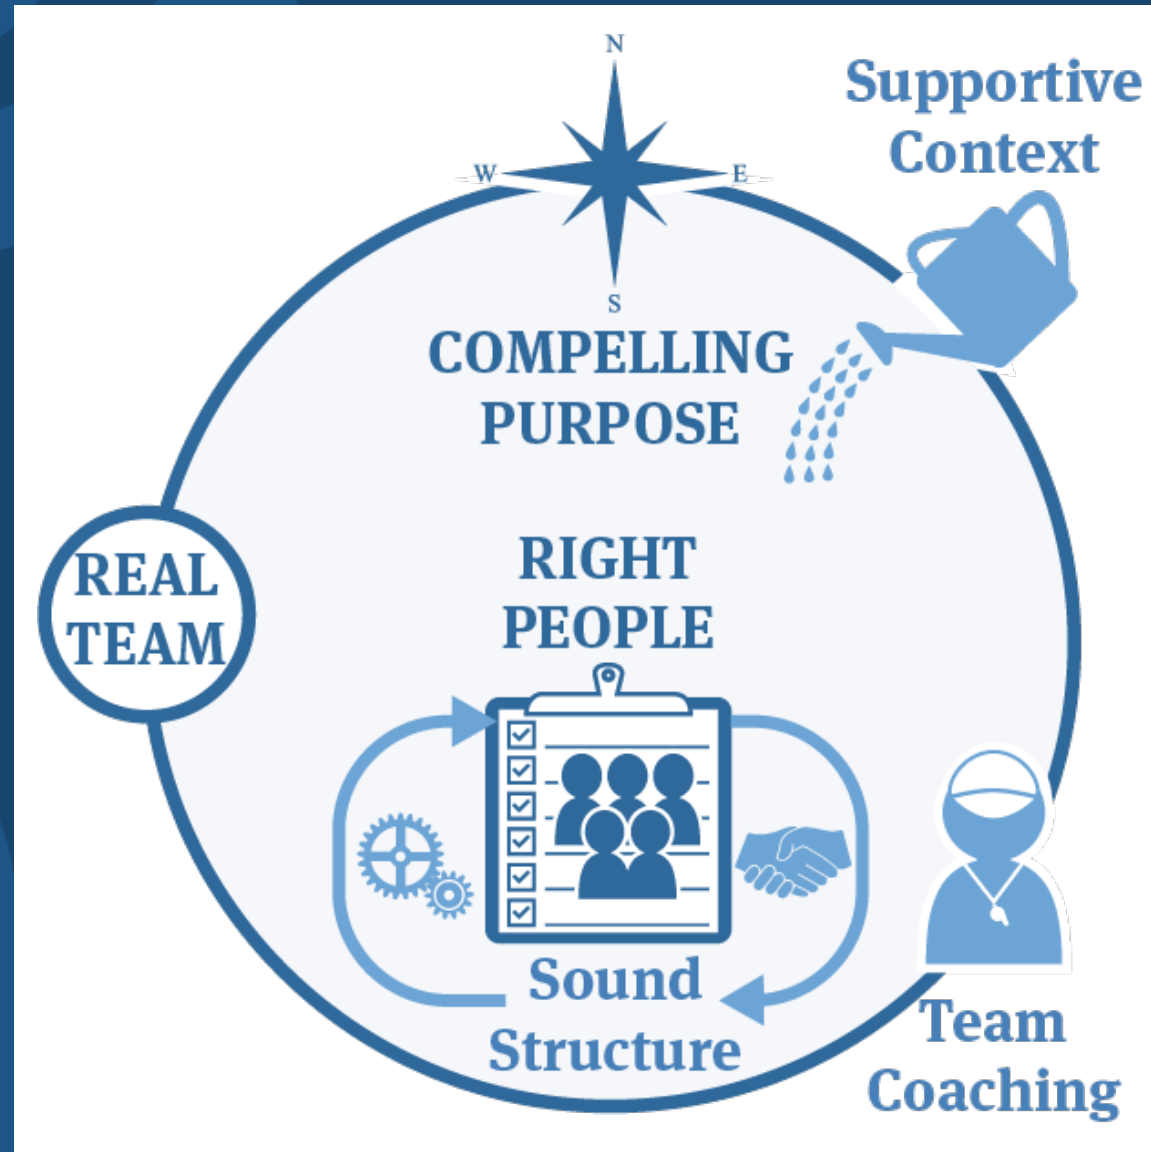 N
Supportive
Context
W
E
S
COMPELLING
PURPOSE
RIGHT
PEOPLE
REAL
TEAM
Sound
Structure
Team
Coaching